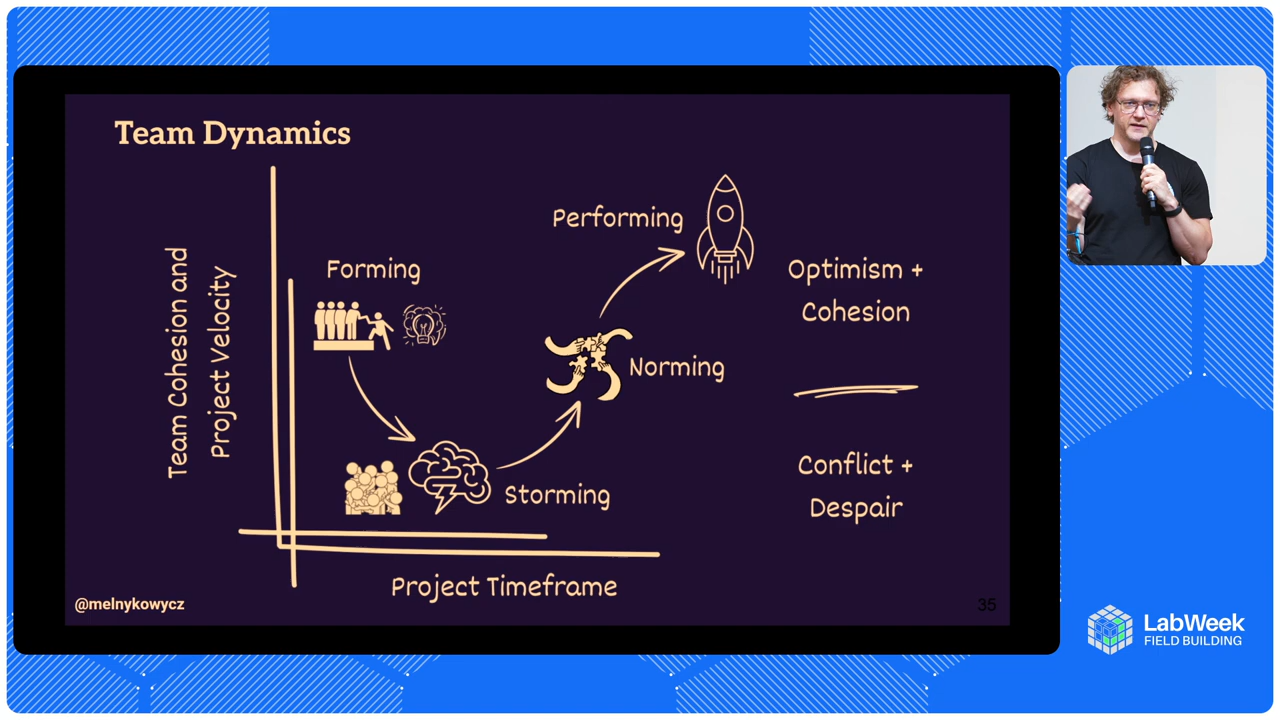 Team Dynamics
Team Cohesion and
Project Velocity
Forming
Storming
Norming
Performing
Optimism +
Cohesion
Conflict +
Despair
Project Timeframe
@melnykowycz
35
LabWeek
FIELD BUILDING